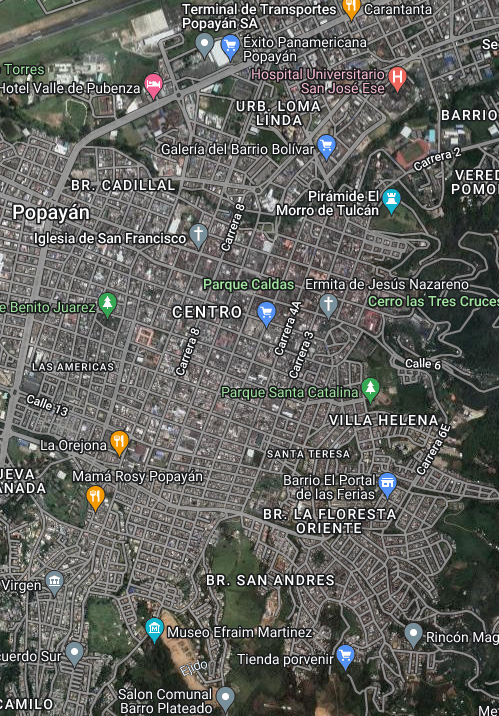 Terminal de Transportes
Popayán SA
Carantanta
Éxito Panamericana
Popayán
Torres
Hospital Universitario
San José Ese
Hotel Valle de Pubenza
URB. LOMA
LINDA
BARRIO
Galería del Barrio Bolívar
Carrera 2
VERED
POMO
BR. CADILLAL
Pirámide El
Morro de Tulcán
Popayán
Carrera 8
Iglesia de San Francisco
Parque Caldas
Ermita de Jesús Nazareno
Cerro las Tres Cruces
e Benito Juarez
CENTRO
Carrera 4A
Carrera 3
Carrera 8
Calle 6
LAS AMERICAS
Parque Santa Catalina
Calle 13
VILLA HELENA
La Orejona
Carrera 6E
SANTA TERESA
UEVA
ANADA
Mamá Rosy Popayán
Barrio El Portal
de las Ferias
BR. LA FLORESTA
ORIENTE
Virgen
BR. SAN ANDRES
Museo Efraim Martinez
Rincón Mag
cuerdo Sur
Ejido
Tienda porvenir
Salon Comunal
Barro Plateado
CAMILO